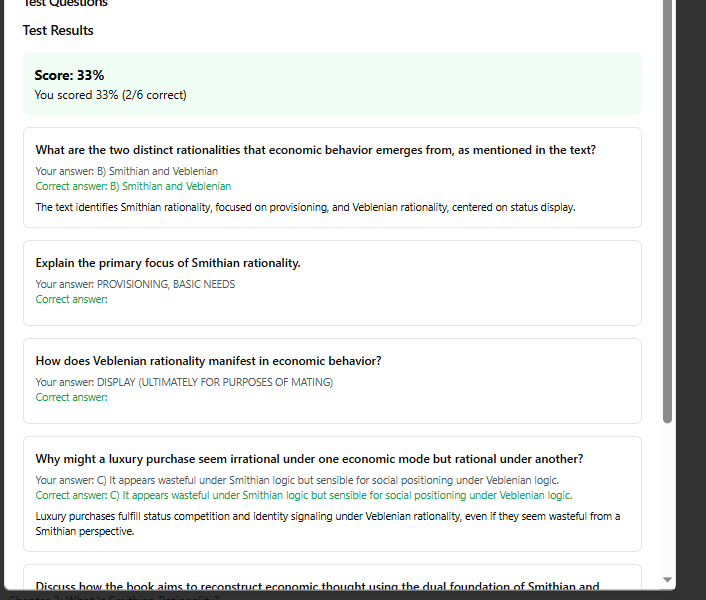 Test Questions
Test Results
Score: 33%
You scored 33% (2/6 correct)
What are the two distinct rationalities that economic behavior emerges from, as mentioned in the text?
Your answer: B) Smithian and Veblenian
Correct answer: B) Smithian and Veblenian
The text identifies Smithian rationality, focused on provisioning, and Veblenian rationality, centered on status display.
Explain the primary focus of Smithian rationality.
Your answer: PROVISIONING, BASIC NEEDS
Correct answer:
How does Veblenian rationality manifest in economic behavior?
Your answer: DISPLAY (ULTIMATELY FOR PURPOSES OF MATING)
Correct answer:
Why might a luxury purchase seem irrational under one economic mode but rational under another?
Your answer: C) It appears wasteful under Smithian logic but sensible for social positioning under Veblenian logic.
Correct answer: C) It appears wasteful under Smithian logic but sensible for social positioning under Veblenian logic.
Luxury purchases fulfill status competition and identity signaling under Veblenian rationality, even if they seem wasteful from a
Smithian perspective.
Discuss how the book aims to reconstruct economic thought using the dual foundation of Smithian and